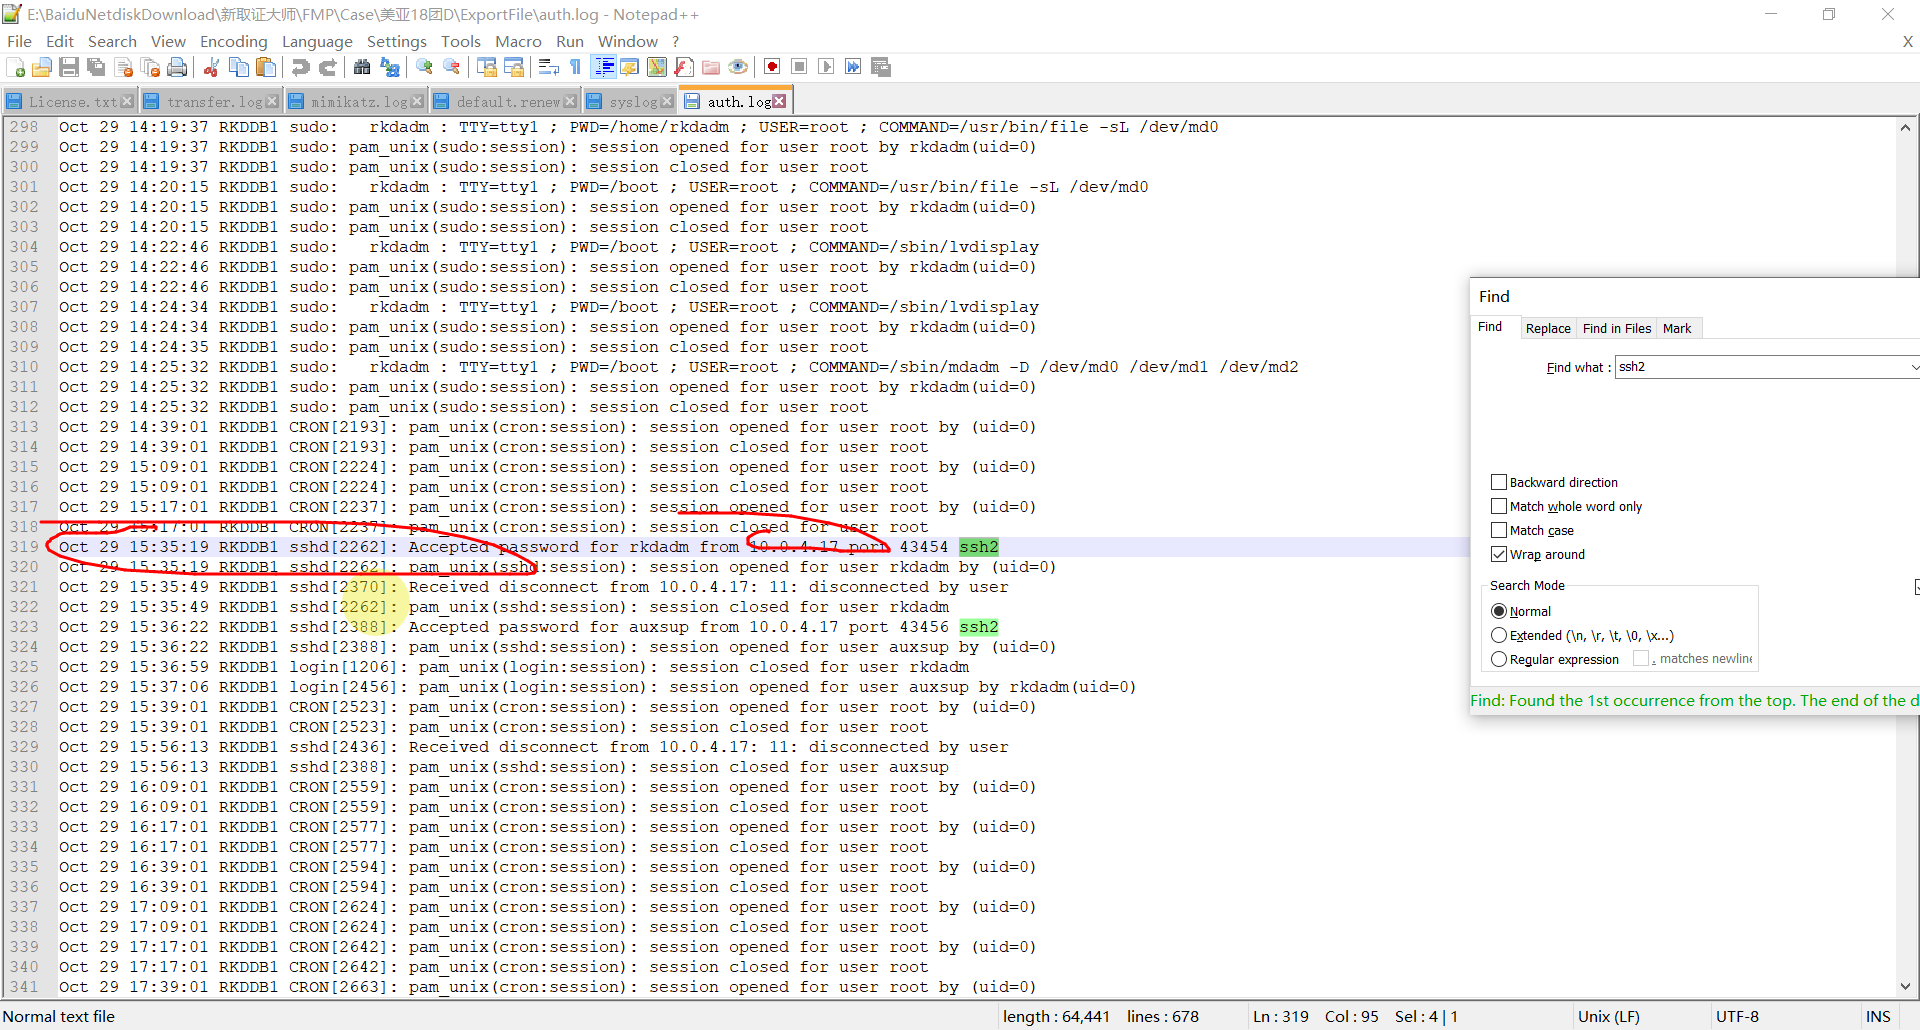 E:\BaiduNetdiskDownload\新取证大师\FMP\Case\美亚18团D\ExportFile\auth.log - Notepad++
File Edit Search View Encoding Language Settings Tools Macro Run Window ? X
License.txt transfer.log mimikatz.log default.renew syslog auth.log
298 Oct 29 14:19:37 RKDDB1 sudo:   rkdadm : TTY=tty1 ; PWD=/home/rkdadm ; USER=root ; COMMAND=/usr/bin/file -sL /dev/md0
299 Oct 29 14:19:37 RKDDB1 sudo: pam_unix(sudo:session): session opened for user root by rkdadm(uid=0)
300 Oct 29 14:19:37 RKDDB1 sudo: pam_unix(sudo:session): session closed for user root
301 Oct 29 14:20:15 RKDDB1 sudo:   rkdadm : TTY=tty1 ; PWD=/boot ; USER=root ; COMMAND=/usr/bin/file -sL /dev/md0
302 Oct 29 14:20:15 RKDDB1 sudo: pam_unix(sudo:session): session opened for user root by rkdadm(uid=0)
303 Oct 29 14:20:15 RKDDB1 sudo: pam_unix(sudo:session): session closed for user root
304 Oct 29 14:22:46 RKDDB1 sudo:   rkdadm : TTY=tty1 ; PWD=/boot ; USER=root ; COMMAND=/sbin/lvdisplay
305 Oct 29 14:22:46 RKDDB1 sudo: pam_unix(sudo:session): session opened for user root by rkdadm(uid=0)
306 Oct 29 14:22:46 RKDDB1 sudo: pam_unix(sudo:session): session closed for user root
307 Oct 29 14:24:34 RKDDB1 sudo:   rkdadm : TTY=tty1 ; PWD=/boot ; USER=root ; COMMAND=/sbin/lvdisplay
308 Oct 29 14:24:34 RKDDB1 sudo: pam_unix(sudo:session): session opened for user root by rkdadm(uid=0)
309 Oct 29 14:24:35 RKDDB1 sudo: pam_unix(sudo:session): session closed for user root
310 Oct 29 14:25:32 RKDDB1 sudo:   rkdadm : TTY=tty1 ; PWD=/boot ; USER=root ; COMMAND=/sbin/mdadm -D /dev/md0 /dev/md1 /dev/md2
311 Oct 29 14:25:32 RKDDB1 sudo: pam_unix(sudo:session): session opened for user root by rkdadm(uid=0)
312 Oct 29 14:25:32 RKDDB1 sudo: pam_unix(sudo:session): session closed for user root
313 Oct 29 14:39:01 RKDDB1 CRON[2193]: pam_unix(cron:session): session opened for user root by (uid=0)
314 Oct 29 14:39:01 RKDDB1 CRON[2193]: pam_unix(cron:session): session closed for user root
315 Oct 29 15:09:01 RKDDB1 CRON[2224]: pam_unix(cron:session): session opened for user root by (uid=0)
316 Oct 29 15:09:01 RKDDB1 CRON[2224]: pam_unix(cron:session): session closed for user root
317 Oct 29 15:17:01 RKDDB1 CRON[2237]: pam_unix(cron:session): session opened for user root by (uid=0)
318 Oct 29 15:17:01 RKDDB1 CRON[2237]: pam_unix(cron:session): session closed for user root
319 Oct 29 15:35:19 RKDDB1 sshd[2262]: Accepted password for rkdadm from 10.0.4.17 port 43454 ssh2
320 Oct 29 15:35:19 RKDDB1 sshd[2262]: pam_unix(sshd:session): session opened for user rkdadm by (uid=0)
321 Oct 29 15:35:49 RKDDB1 sshd[2370]: Received disconnect from 10.0.4.17: 11: disconnected by user
322 Oct 29 15:35:49 RKDDB1 sshd[2262]: pam_unix(sshd:session): session closed for user rkdadm
323 Oct 29 15:36:22 RKDDB1 sshd[2388]: Accepted password for auxsup from 10.0.4.17 port 43456 ssh2
324 Oct 29 15:36:22 RKDDB1 sshd[2388]: pam_unix(sshd:session): session opened for user auxsup by (uid=0)
325 Oct 29 15:36:59 RKDDB1 login[1206]: pam_unix(login:session): session closed for user rkdadm
326 Oct 29 15:37:06 RKDDB1 login[2456]: pam_unix(login:session): session opened for user auxsup by rkdadm(uid=0)
327 Oct 29 15:39:01 RKDDB1 CRON[2523]: pam_unix(cron:session): session opened for user root by (uid=0)
328 Oct 29 15:39:01 RKDDB1 CRON[2523]: pam_unix(cron:session): session closed for user root
329 Oct 29 15:56:13 RKDDB1 sshd[2436]: Received disconnect from 10.0.4.17: 11: disconnected by user
330 Oct 29 15:56:13 RKDDB1 sshd[2388]: pam_unix(sshd:session): session closed for user auxsup
331 Oct 29 16:09:01 RKDDB1 CRON[2559]: pam_unix(cron:session): session opened for user root by (uid=0)
332 Oct 29 16:09:01 RKDDB1 CRON[2559]: pam_unix(cron:session): session closed for user root
333 Oct 29 16:17:01 RKDDB1 CRON[2577]: pam_unix(cron:session): session opened for user root by (uid=0)
334 Oct 29 16:17:01 RKDDB1 CRON[2577]: pam_unix(cron:session): session closed for user root
335 Oct 29 16:39:01 RKDDB1 CRON[2594]: pam_unix(cron:session): session opened for user root by (uid=0)
336 Oct 29 16:39:01 RKDDB1 CRON[2594]: pam_unix(cron:session): session closed for user root
337 Oct 29 17:09:01 RKDDB1 CRON[2624]: pam_unix(cron:session): session opened for user root by (uid=0)
338 Oct 29 17:09:01 RKDDB1 CRON[2624]: pam_unix(cron:session): session closed for user root
339 Oct 29 17:17:01 RKDDB1 CRON[2642]: pam_unix(cron:session): session opened for user root by (uid=0)
340 Oct 29 17:17:01 RKDDB1 CRON[2642]: pam_unix(cron:session): session closed for user root
341 Oct 29 17:39:01 RKDDB1 CRON[2663]: pam_unix(cron:session): session opened for user root by (uid=0)
Find
Find Replace Find in Files Mark
Find what : ssh2
Backward direction
Match whole word only
Match case
Wrap around
Search Mode
Normal
Extended (\n, \r, \t, \0, \x...)
Regular expression . matches newline
Find: Found the 1st occurrence from the top. The end of the d
Normal text file length : 64,441 lines : 678 Ln : 319 Col : 95 Sel : 4 | 1 Unix (LF) UTF-8 INS